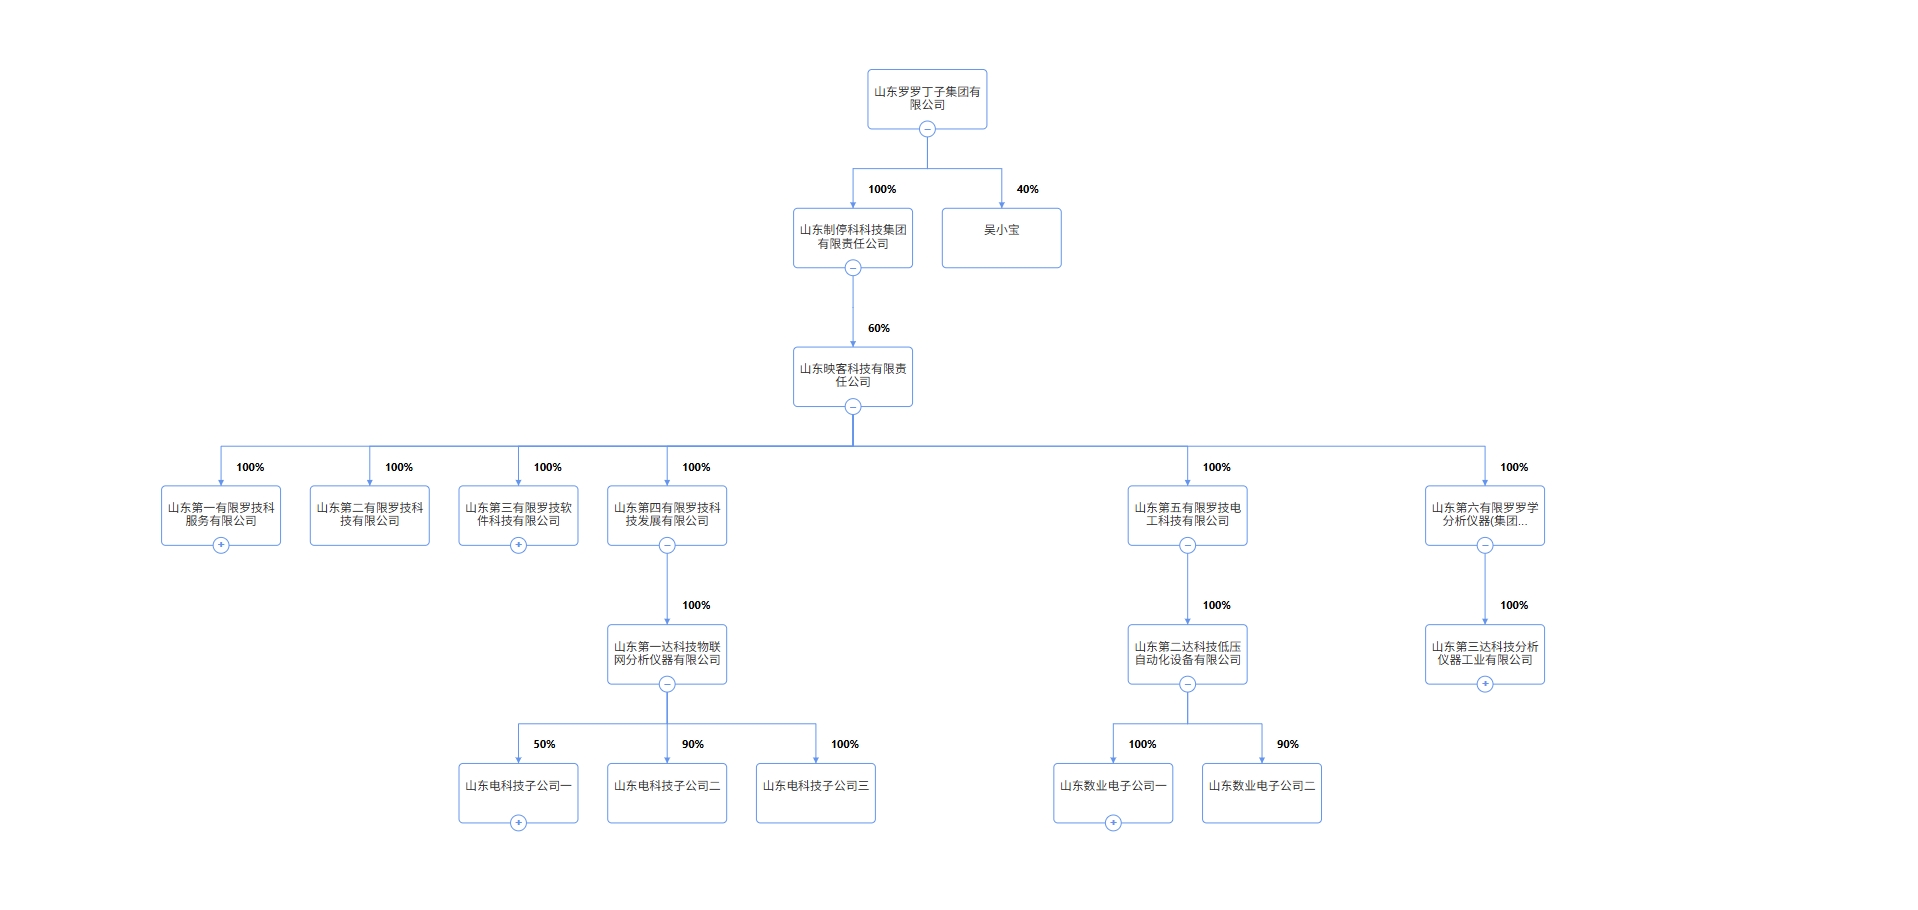 山东罗罗丁子集团有
限公司
100%
40%
山东制停科科技集团
有限责任公司
吴小宝
60%
山东映客科技有限责
任公司
100%
100%
100%
100%
100%
100%
山东第一有限罗技科
服务有限公司
山东第二有限罗技科
技有限公司
山东第三有限罗技软
件科技有限公司
山东第四有限罗技科
技发展有限公司
山东第五有限罗技电
工科技有限公司
山东第六有限罗罗学
分析仪器(集团...
100%
100%
100%
山东第一达科技物联
网分析仪器有限公司
山东第二达科技低压
自动化设备有限公司
山东第三达科技分析
仪器工业有限公司
50%
90%
100%
100%
90%
山东电科技子公司一
山东电科技子公司二
山东电科技子公司三
山东数业电子公司一
山东数业电子公司二